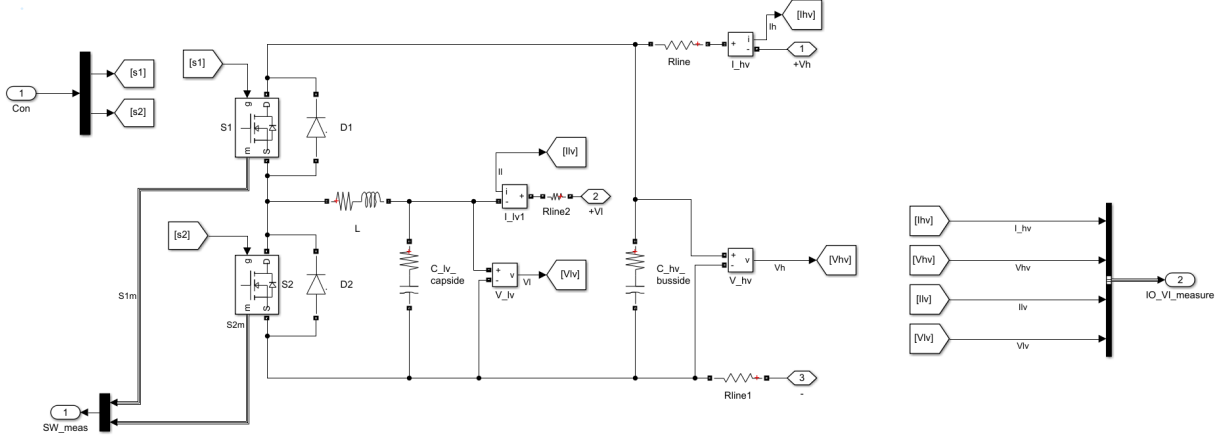 [Ihv]
Ih
i
+
-
I_hv
1
+Vh
Rline
[s1]
[s1]
1
Con
[s2]
g
D
S1
m
S
D1
[Ilv]
Il
i
+
-
I_lv1
Rline2
2
+Vl
L
[s2]
g
D
S2
m
S
D2
S1m
S2m
C_lv_
capside
+
-
v
V_lv
Vl
[Vlv]
C_hv_
busside
+
-
v
V_hv
Vh
[Vhv]
Rline1
3
-
1
SW_meas
[Ihv]
I_hv
[Vhv]
Vhv
[Ilv]
Ilv
[Vlv]
Vlv
2
IO_VI_measure